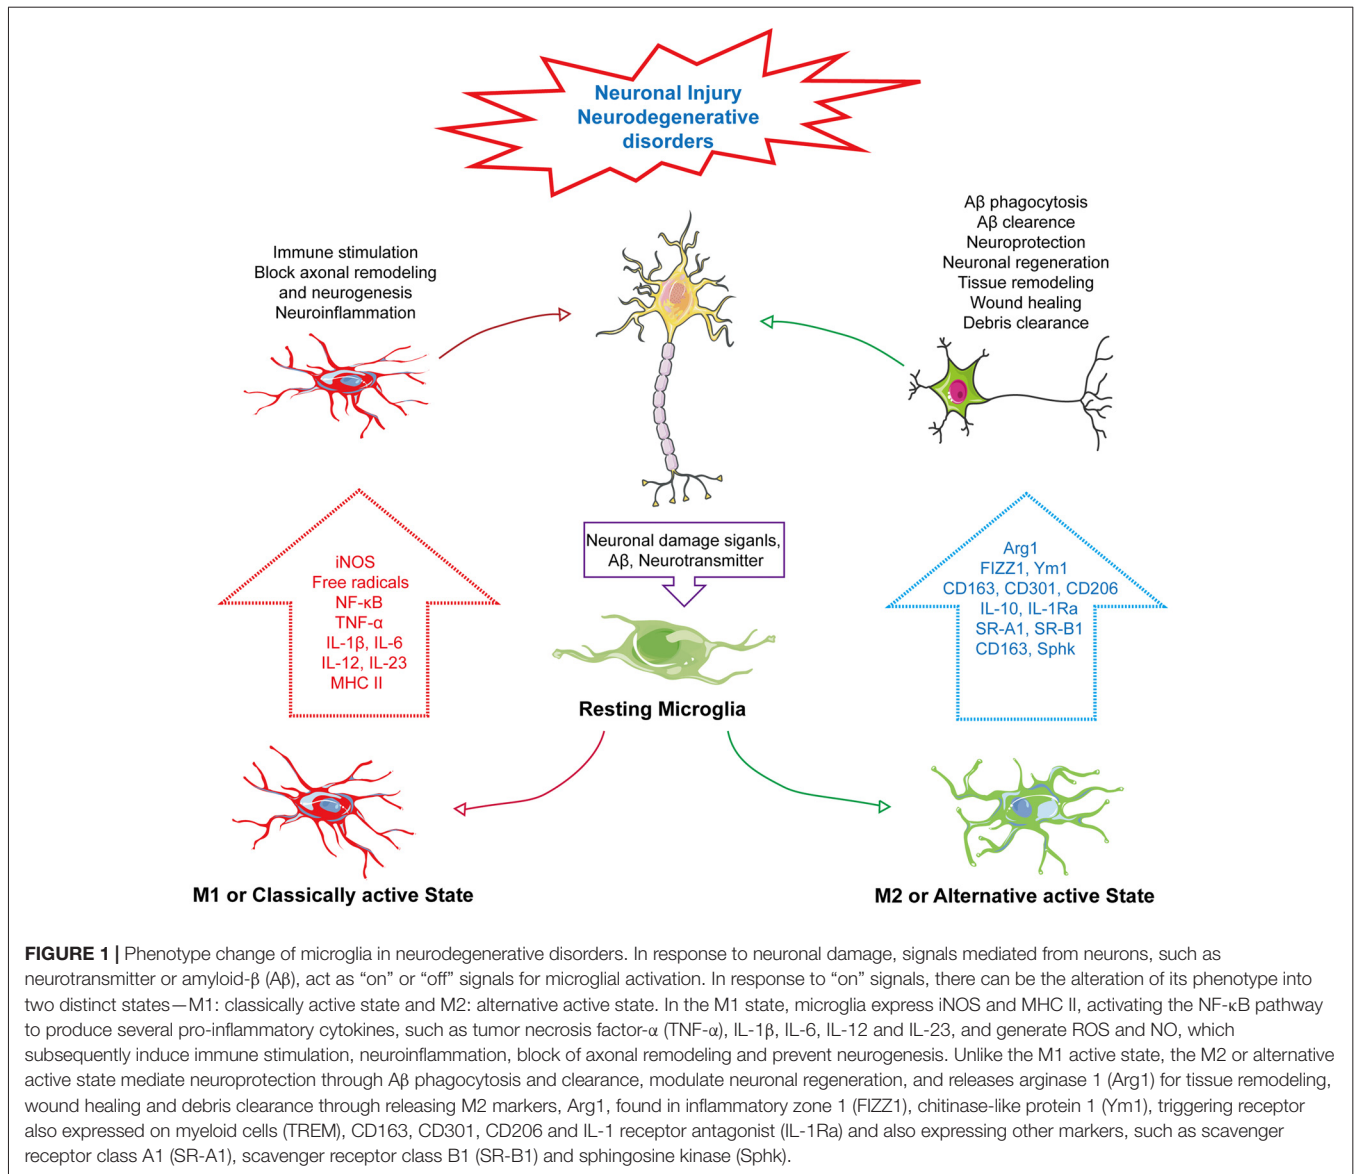 Neuronal Injury
Neurodegenerative
disorders
Immune stimulation
Block axonal remodeling
and neurogenesis
Neuroinflammation
Aβ phagocytosis
Aβ clearence
Neuroprotection
Neuronal regeneration
Tissue remodeling
Wound healing
Debris clearance
iNOS
Free radicals
NF-κB
TNF-α
IL-1β, IL-6
IL-12, IL-23
MHC II
Neuronal damage siganls,
Aβ, Neurotransmitter
Arg1
FIZZ1, Ym1
CD163, CD301, CD206
IL-10, IL-1Ra
SR-A1, SR-B1
CD163, Sphk
Resting Microglia
M1 or Classically active State
M2 or Alternative active State
FIGURE 1 | Phenotype change of microglia in neurodegenerative disorders. In response to neuronal damage, signals mediated from neurons, such as
neurotransmitter or amyloid-β (Aβ), act as “on” or “off” signals for microglial activation. In response to “on” signals, there can be the alteration of its phenotype into
two distinct states—M1: classically active state and M2: alternative active state. In the M1 state, microglia express iNOS and MHC II, activating the NF-κB pathway
to produce several pro-inflammatory cytokines, such as tumor necrosis factor-α (TNF-α), IL-1β, IL-6, IL-12 and IL-23, and generate ROS and NO, which
subsequently induce immune stimulation, neuroinflammation, block of axonal remodeling and prevent neurogenesis. Unlike the M1 active state, the M2 or alternative
active state mediate neuroprotection through Aβ phagocytosis and clearance, modulate neuronal regeneration, and releases arginase 1 (Arg1) for tissue remodeling,
wound healing and debris clearance through releasing M2 markers, Arg1, found in inflammatory zone 1 (FIZZ1), chitinase-like protein 1 (Ym1), triggering receptor
also expressed on myeloid cells (TREM), CD163, CD301, CD206 and IL-1 receptor antagonist (IL-1Ra) and also expressing other markers, such as scavenger
receptor class A1 (SR-A1), scavenger receptor class B1 (SR-B1) and sphingosine kinase (Sphk).